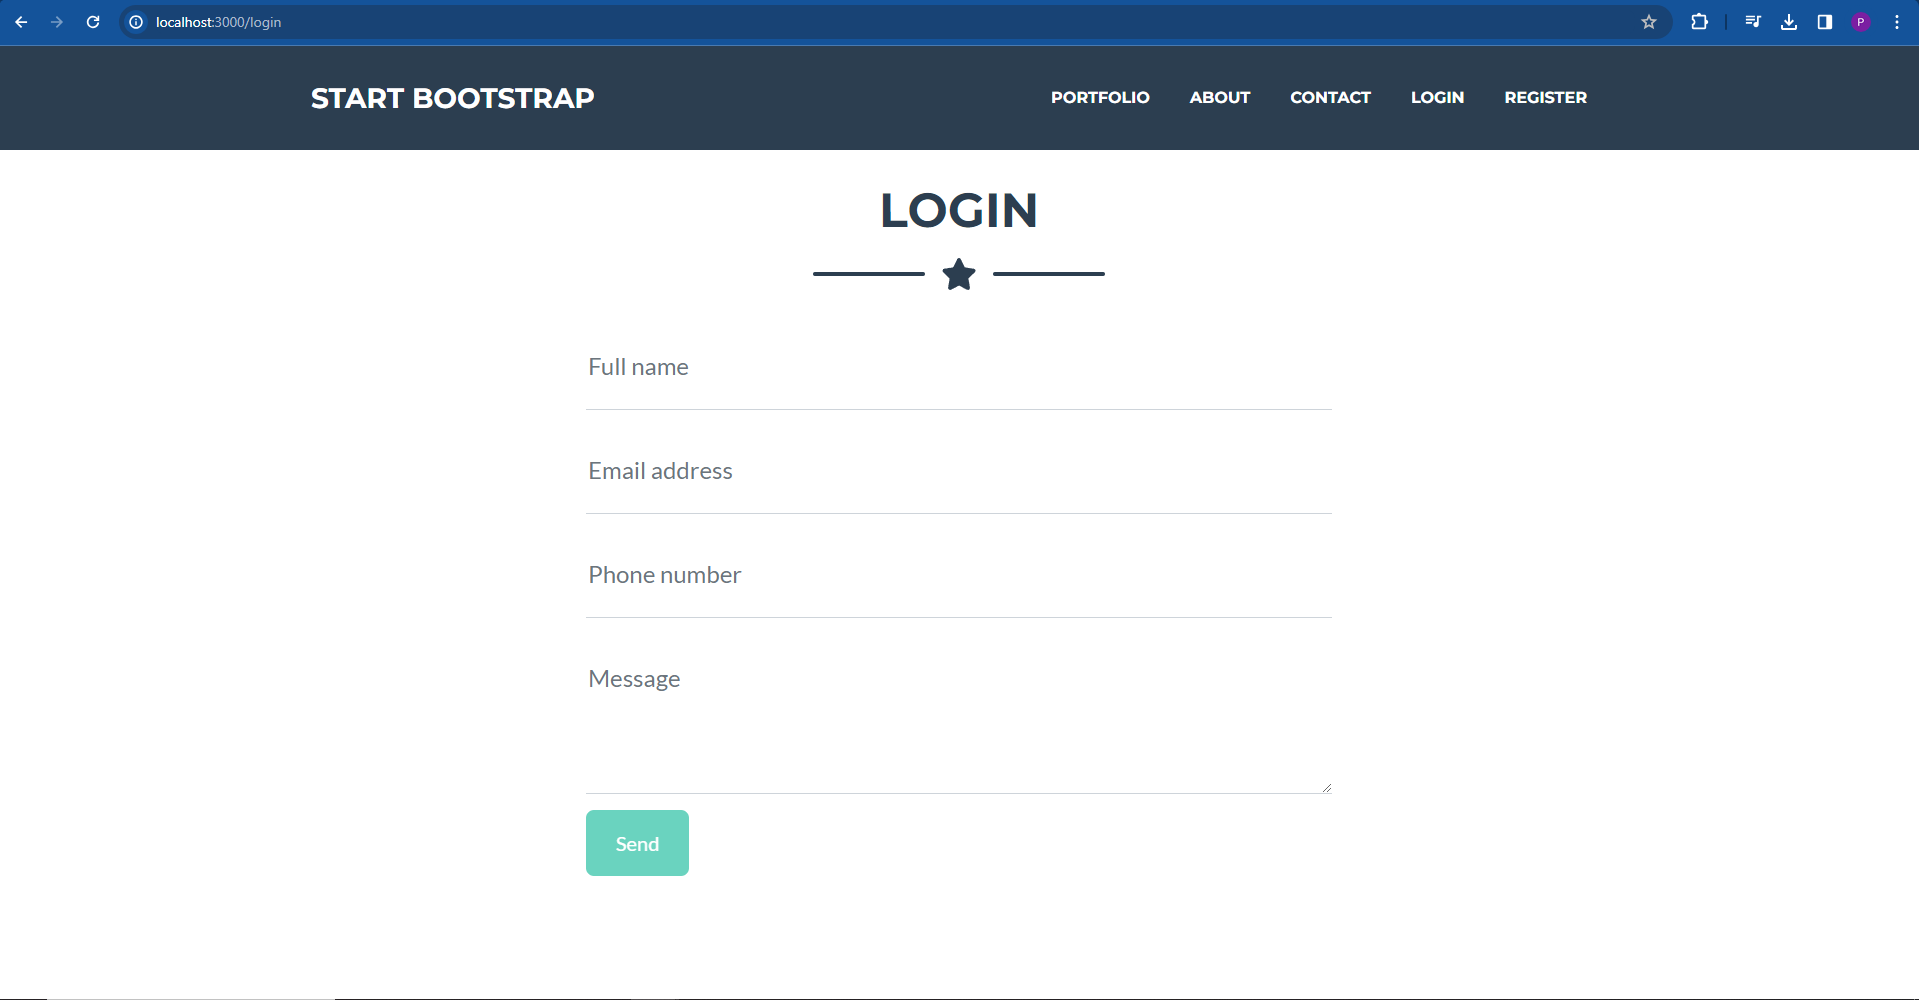 localhost:3000/login
P
START BOOTSTRAP
PORTFOLIO ABOUT CONTACT LOGIN REGISTER
LOGIN
Full name
Email address
Phone number
Message
Send